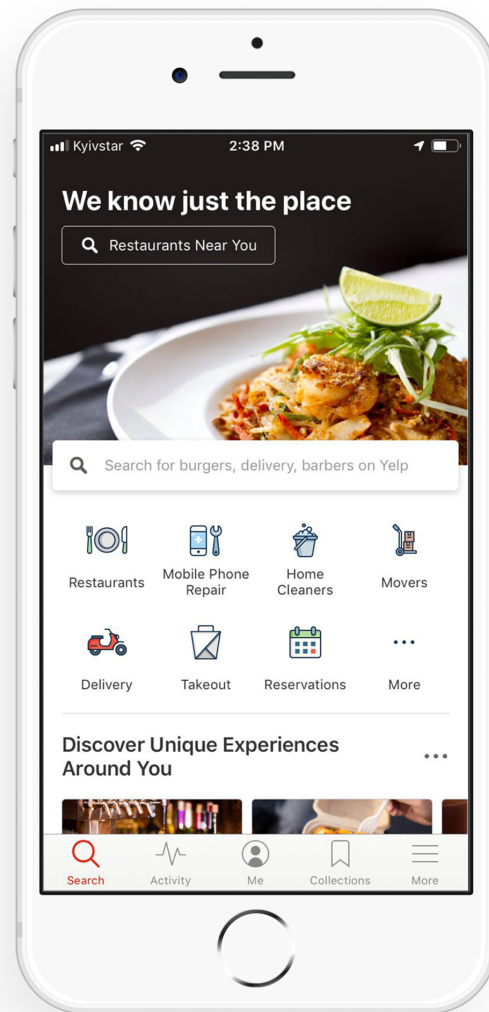 Kyivstar 2:38 PM
We know just the place
Restaurants Near You
Search for burgers, delivery, barbers on Yelp
Restaurants
Mobile Phone
Repair
Home
Cleaners
Movers
Delivery
Takeout
Reservations
More
Discover Unique Experiences
Around You
Search
Activity
Me
Collections
More